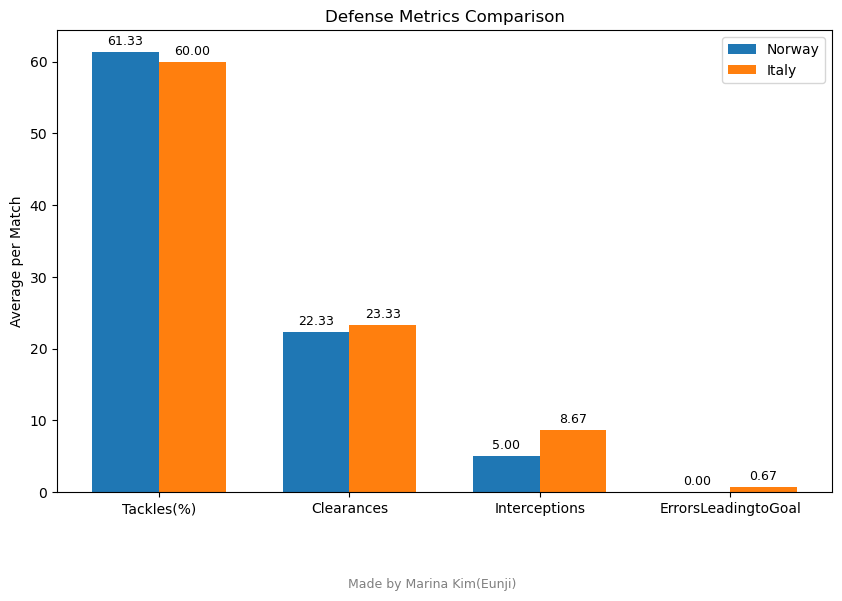 Defense Metrics Comparison
Norway
Italy
Average per Match
60
50
40
30
20
10
0
61.33
60.00
22.33
23.33
5.00
8.67
0.00
0.67
Tackles(%)
Clearances
Interceptions
ErrorsLeadingtoGoal
Made by Marina Kim(Eunji)